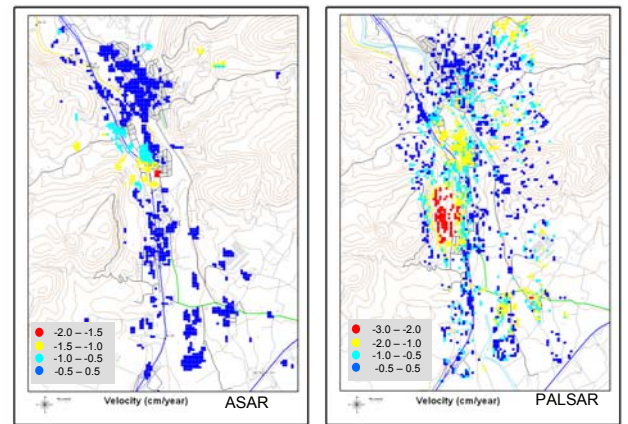 -2.0 – -1.5
-1.5 – -1.0
-1.0 – -0.5
-0.5 – 0.5
Velocity (cm/year)
ASAR
-3.0 – -2.0
-2.0 – -1.0
-1.0 – -0.5
-0.5 – 0.5
Velocity (cm/year)
PALSAR